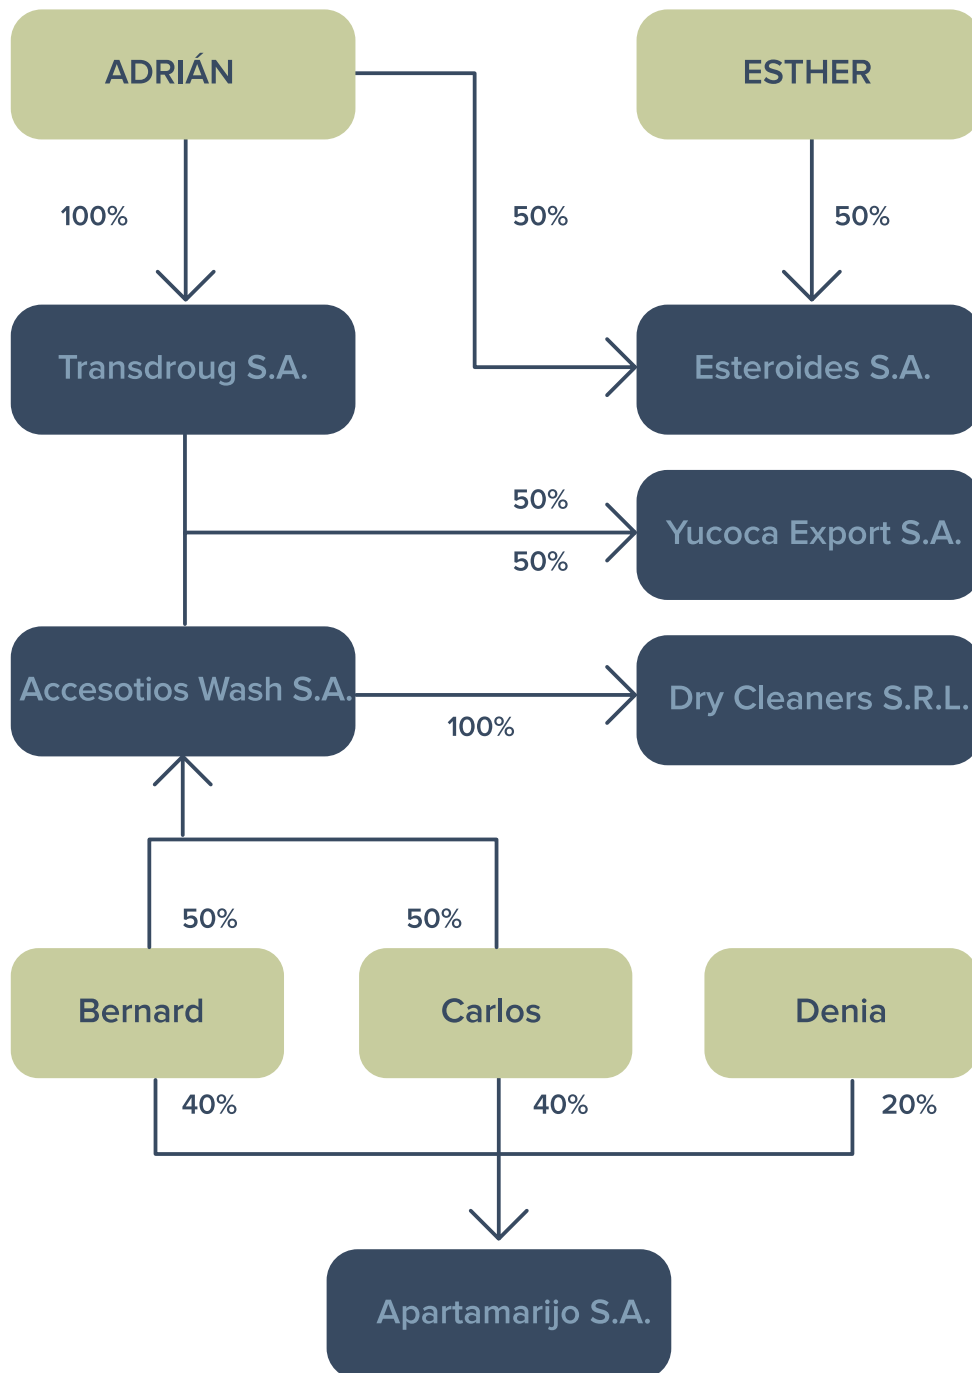 ADRIÁN
ESTHER
100%
50%
50%
Transdroug S.A.
Esteroides S.A.
50%
Yucoca Export S.A.
50%
Accesotios Wash S.A.
Dry Cleaners S.R.L.
100%
50%
50%
Bernard
Carlos
Denia
40%
40%
20%
Apartamarijo S.A.